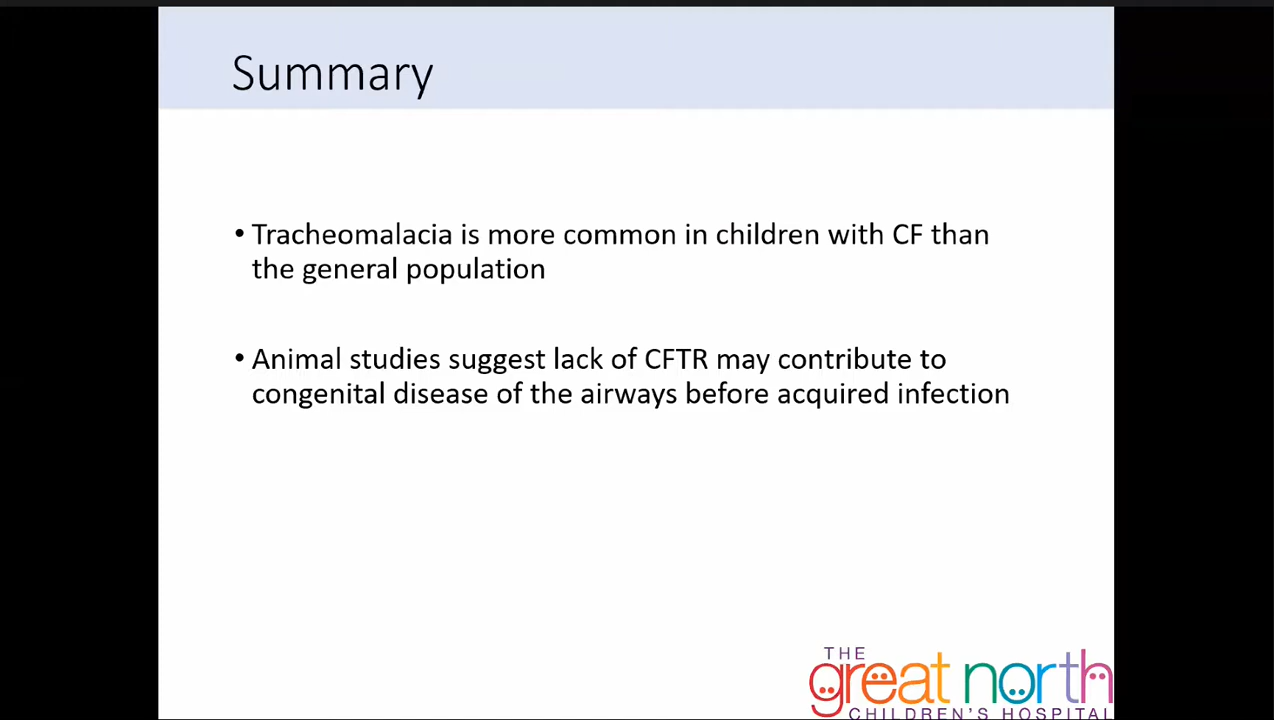 Summary
• Tracheomalacia is more common in children with CF than
the general population
• Animal studies suggest lack of CFTR may contribute to
congenital disease of the airways before acquired infection
THE
great north
CHILDREN'S HOSPITAL